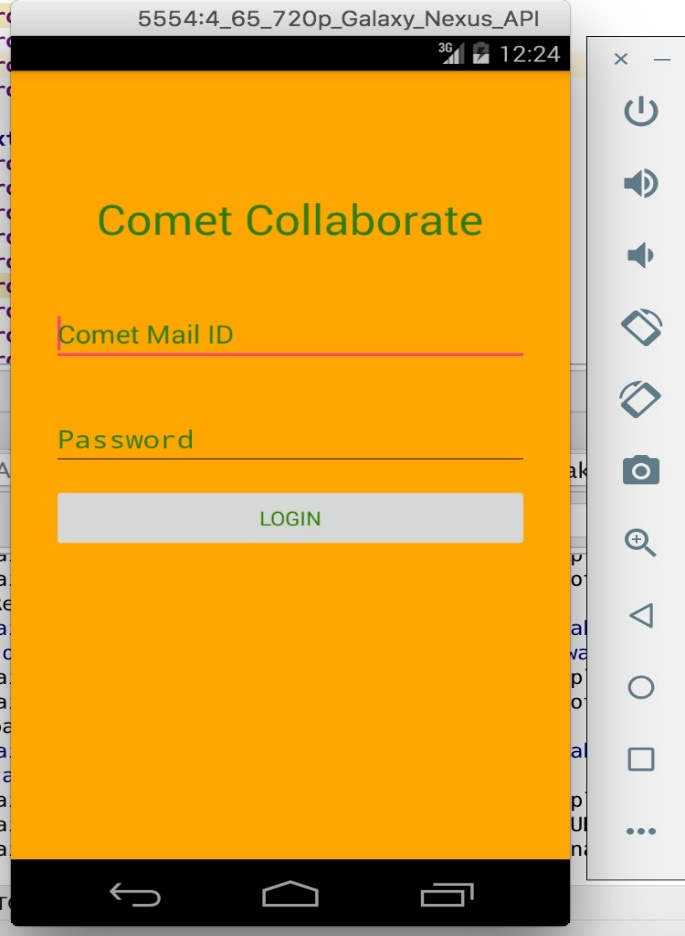 5554:4_65_720p_Galaxy_Nexus_API
3G 12:24
Comet Collaborate
Comet Mail ID
Password
LOGIN